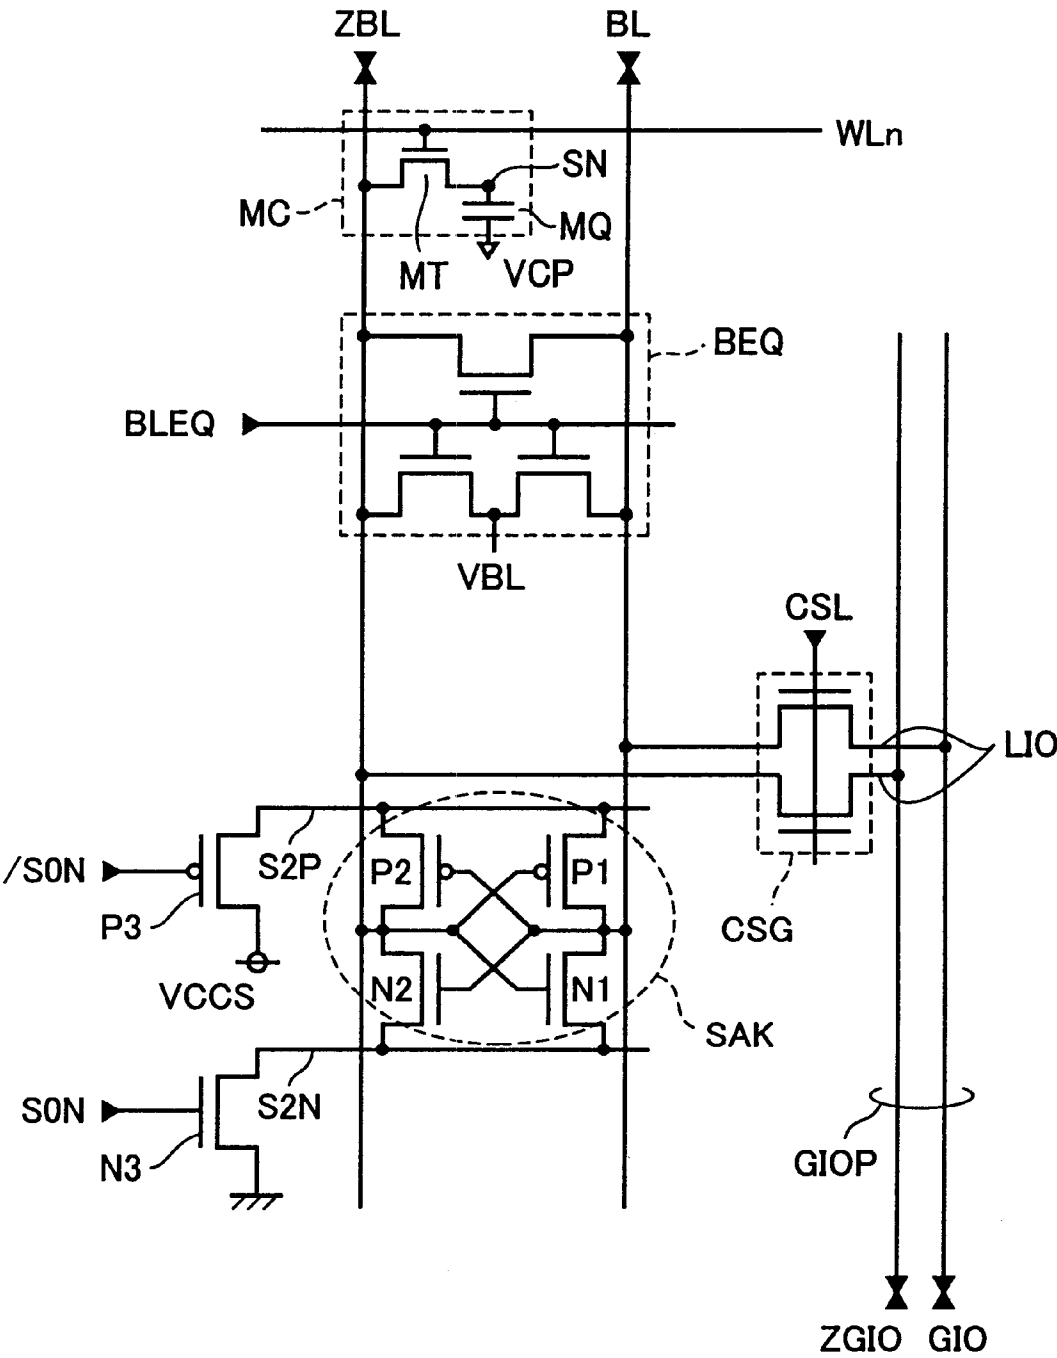 ZBL BL
WLn
SN
MC
MQ
MT VCP
BEQ
BLEQ
VBL
CSL
LIO
/S0N S2P P2 P1
P3 CSG
VCCS N2 N1
SAK
S0N S2N
N3 GIOP
ZGIO GIO